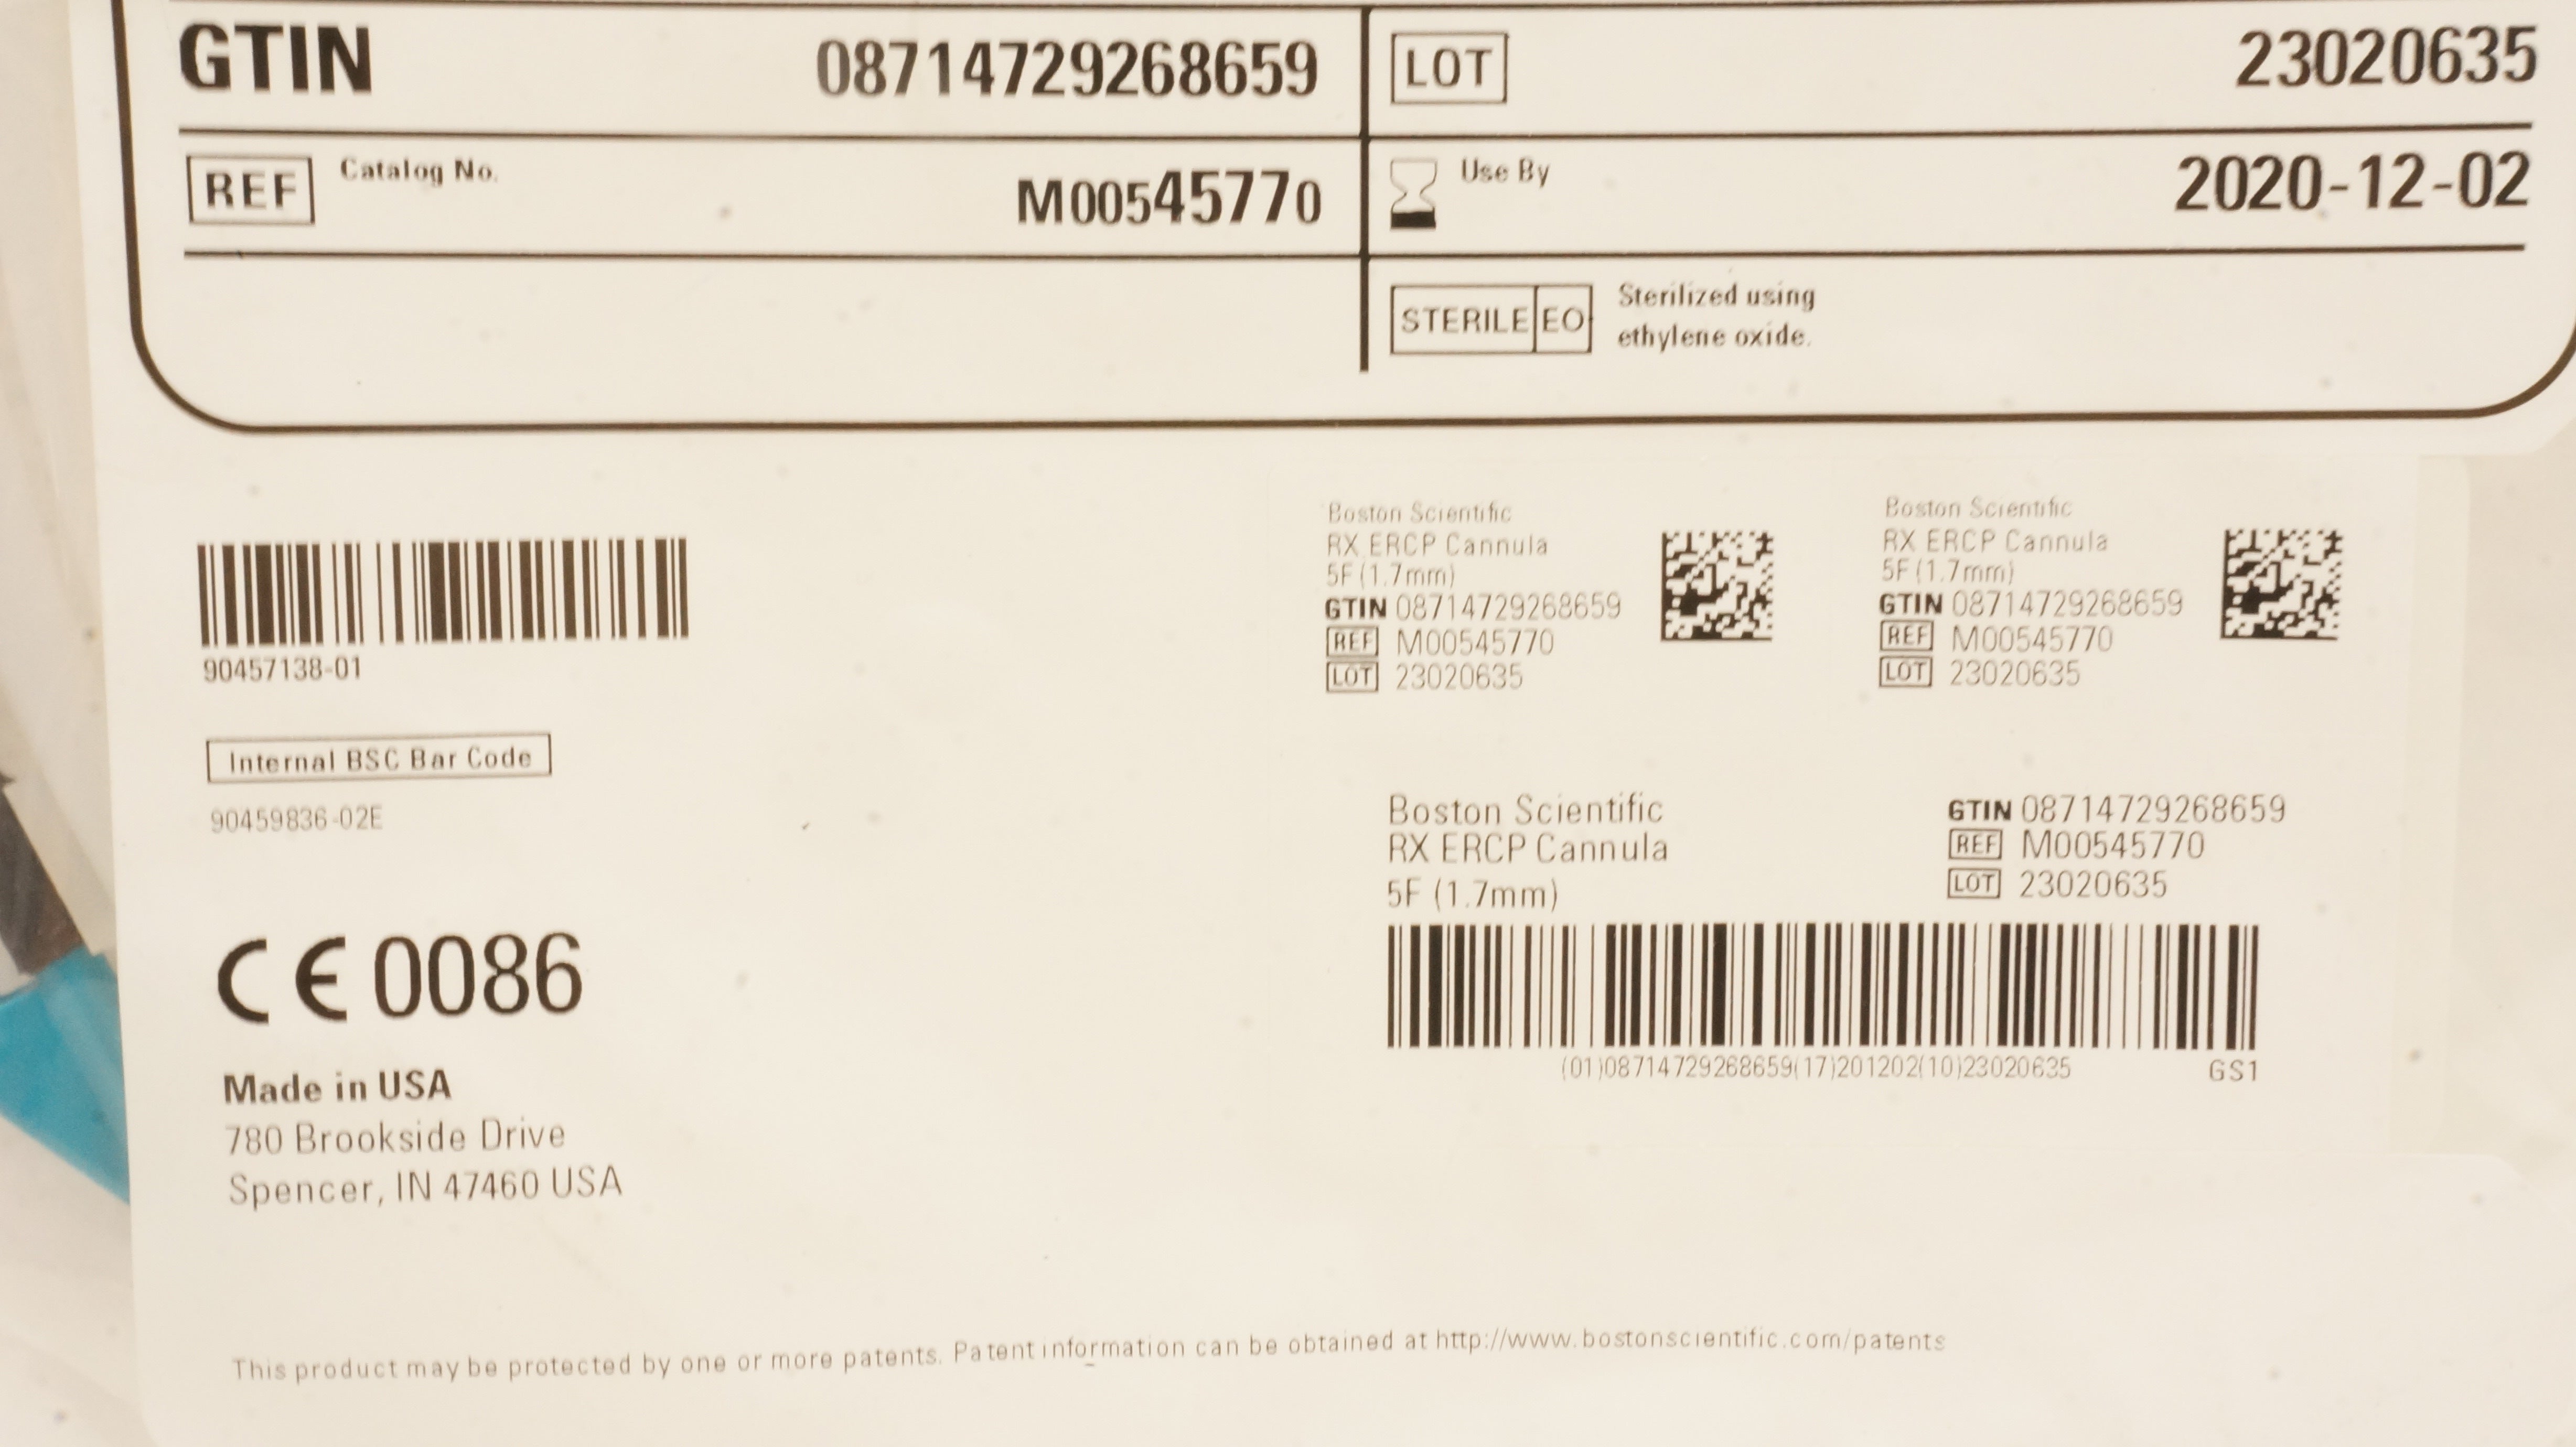 GTIN 08714729268659
LOT 23020635
REF Catalog No. M00545770
Use By 2020-12-02
STERILE EO Sterilized using
ethylene oxide.
90457138-01
Internal BSC Bar Code
90459836-02E
CE 0086
Made in USA
780 Brookside Drive
Spencer, IN 47460 USA
Boston Scientific
RX ERCP Cannula
5F (1.7mm)
GTIN 08714729268659
REF M00545770
LOT 23020635
Boston Scientific
RX ERCP Cannula
5F (1.7mm)
GTIN 08714729268659
REF M00545770
LOT 23020635
Boston Scientific
RX ERCP Cannula
5F (1.7mm)
GTIN 08714729268659
REF M00545770
LOT 23020635
(01)08714729268659(17)201202(10)23020635 GS1
This product may be protected by one or more patents. Patent information can be obtained at http://www.bostonscientific.com/patents